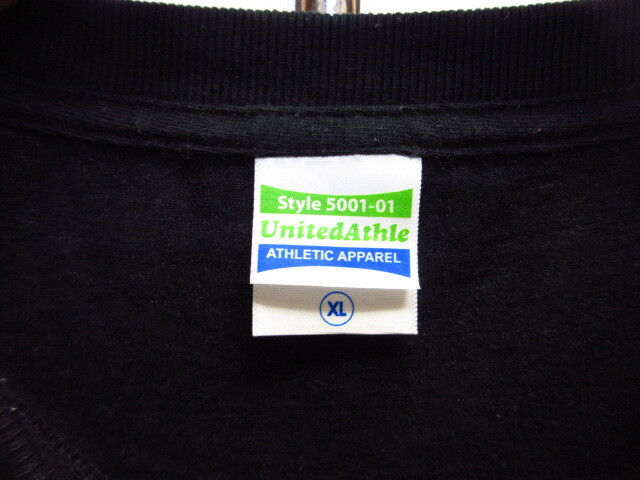 Style 5001-01
UnitedAthle
ATHLETIC APPAREL
XL